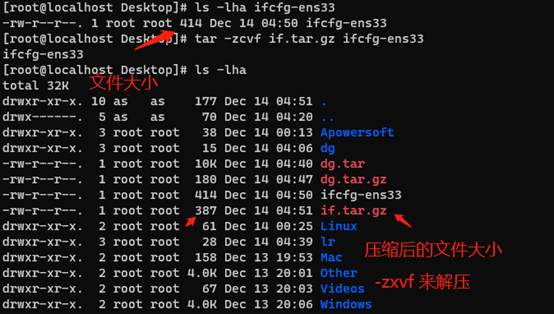 [root@localhost Desktop]# ls -lha ifcfg-ens33
-rw-r--r--. 1 root root 414 Dec 14 04:50 ifcfg-ens33
[root@localhost Desktop]# tar -zcvf if.tar.gz ifcfg-ens33
ifcfg-ens33
[root@localhost Desktop]# ls -lha
total 32K
文件大小
drwxr-xr-x. 10 as as 177 Dec 14 04:51 .
drwx------. 5 as as 70 Dec 14 04:20 ..
drwxr-xr-x. 3 root root 38 Dec 14 00:13 Apowersoft
drwxr-xr-x. 3 root root 15 Dec 14 04:06 dg
-rw-r--r--. 1 root root 10K Dec 14 04:40 dg.tar
-rw-r--r--. 1 root root 180 Dec 14 04:47 dg.tar.gz
-rw-r--r--. 1 root root 414 Dec 14 04:50 ifcfg-ens33
-rw-r--r--. 1 root root 387 Dec 14 04:51 if.tar.gz
drwxr-xr-x. 2 root root 61 Dec 14 00:25 Linux
drwxr-xr-x. 3 root root 28 Dec 14 04:39 lr
压缩后的文件大小
drwxr-xr-x. 2 root root 158 Dec 13 19:53 Mac
drwxr-xr-x. 2 root root 4.0K Dec 13 20:01 Other
-zxvf 来解压
drwxr-xr-x. 2 root root 67 Dec 13 20:03 Videos
drwxr-xr-x. 2 root root 4.0K Dec 13 20:06 Windows